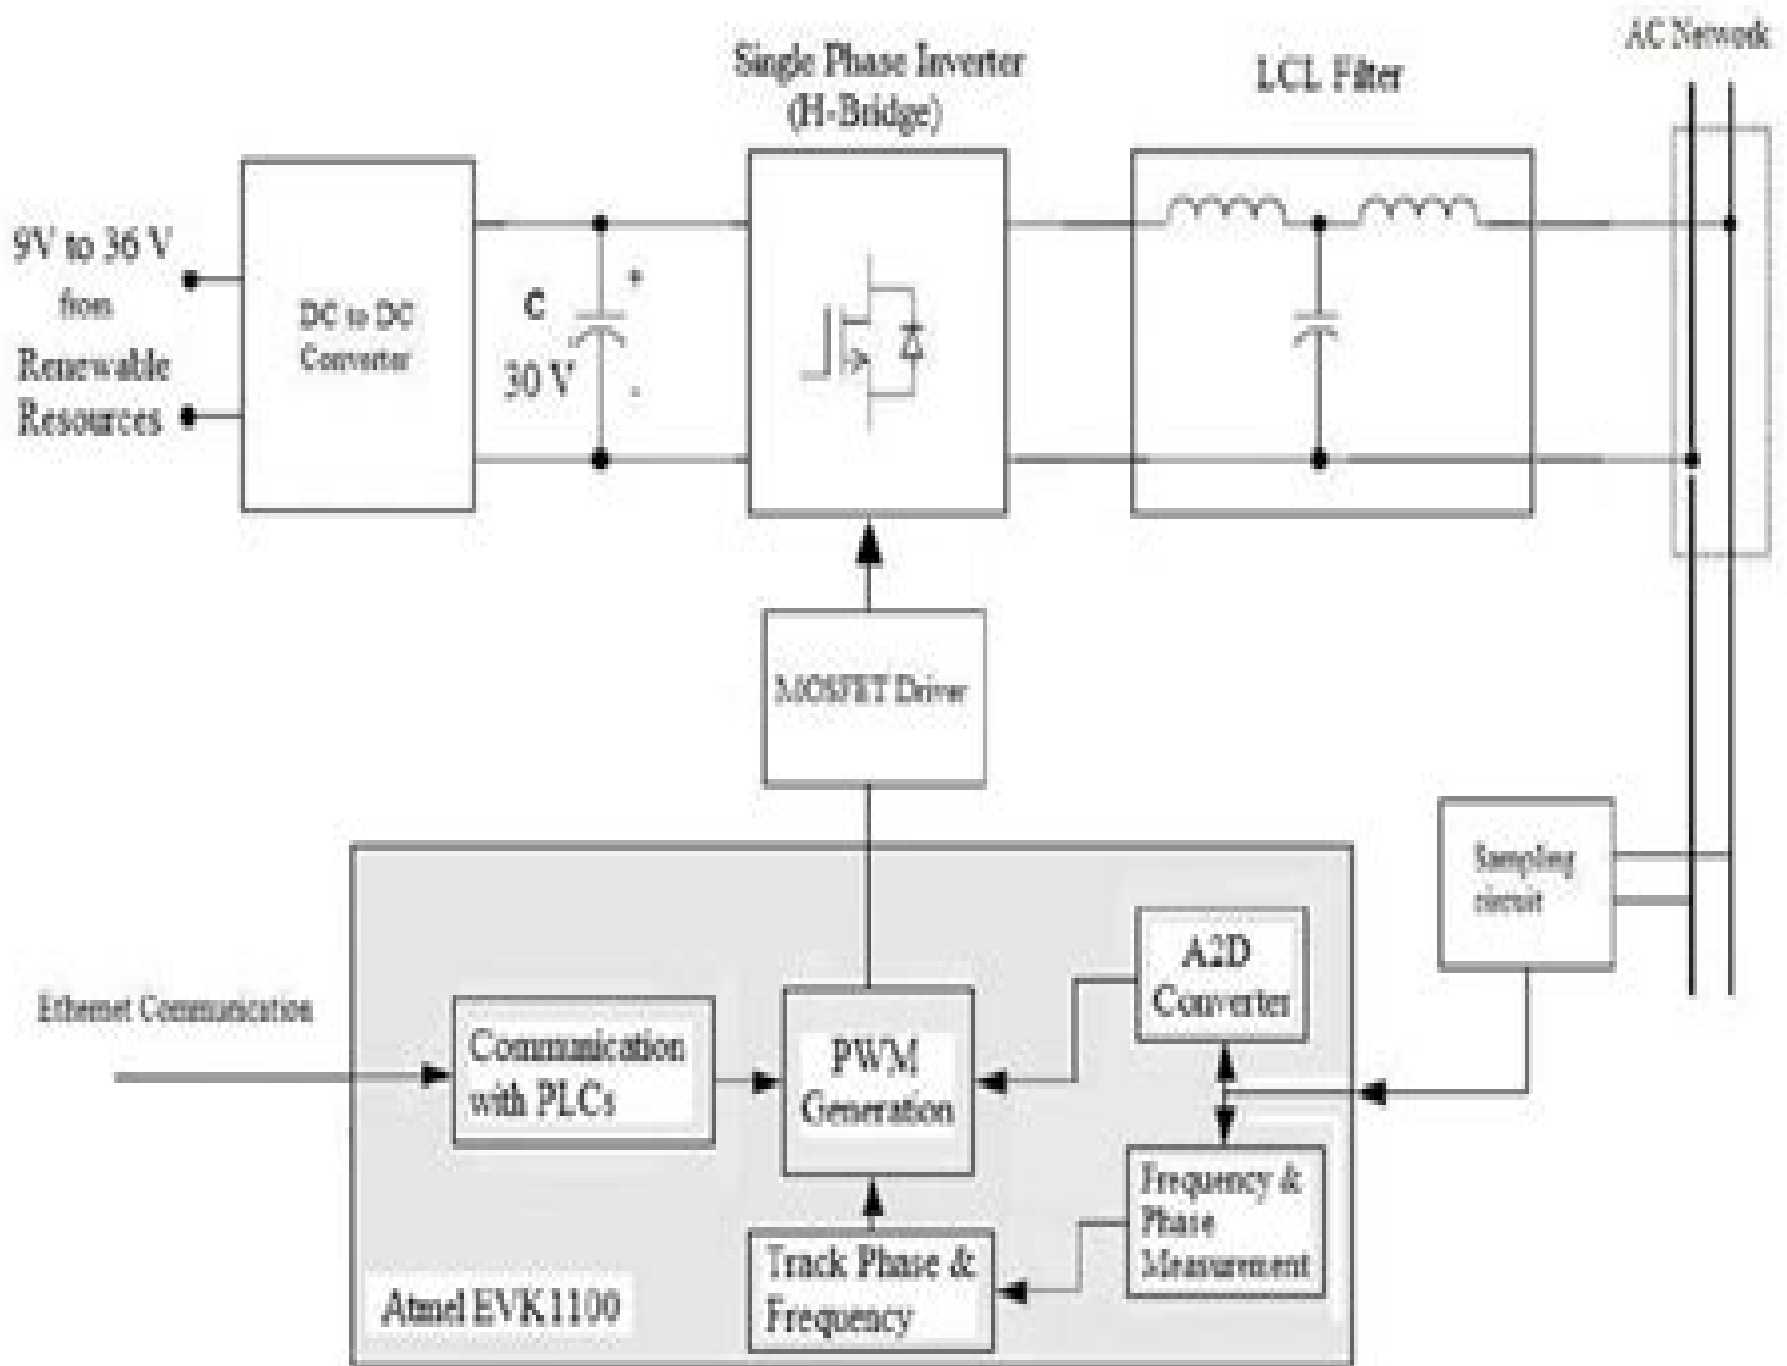 AC Network
Single Phase Inverter
(H-Bridge)
LCL Filter
9V to 36 V
from
Renewable
Resources
DC to DC
Converter
C
+
30 V
-
MOSFET Driver
Sampling
circuit
Ethernet Communication
Communication
with PLCs
PWM
Generation
A2D
Converter
Frequency &
Phase
Measurement
Track Phase &
Frequency
Atmel EVK1100